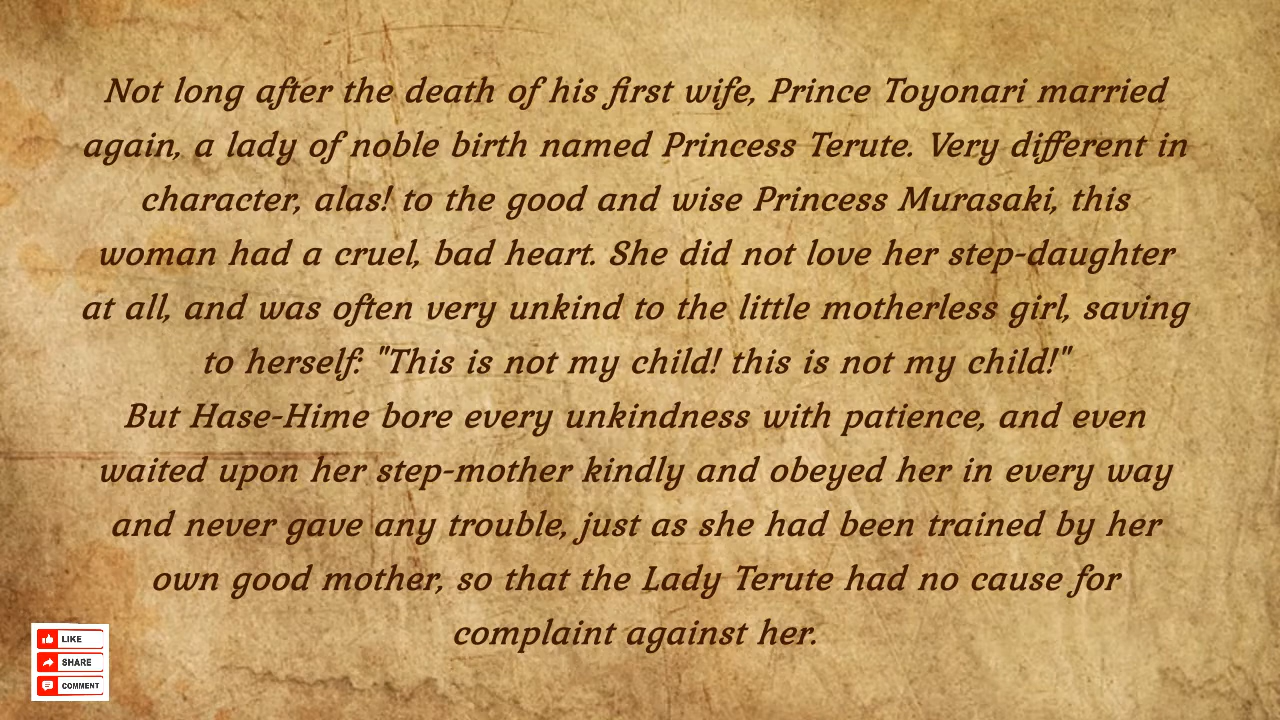 Not long after the death of his first wife, Prince Toyonari married
again, a lady of noble birth named Princess Terute. Very different in
character, alas! to the good and wise Princess Murasaki, this
woman had a cruel, bad heart. She did not love her step-daughter
at all, and was often very unkind to the little motherless girl, saving
to herself: "This is not my child! this is not my child!"
But Hase-Hime bore every unkindness with patience, and even
waited upon her step-mother kindly and obeyed her in every way
and never gave any trouble, just as she had been trained by her
own good mother, so that the Lady Terute had no cause for
complaint against her.
LIKE
SHARE
COMMENT